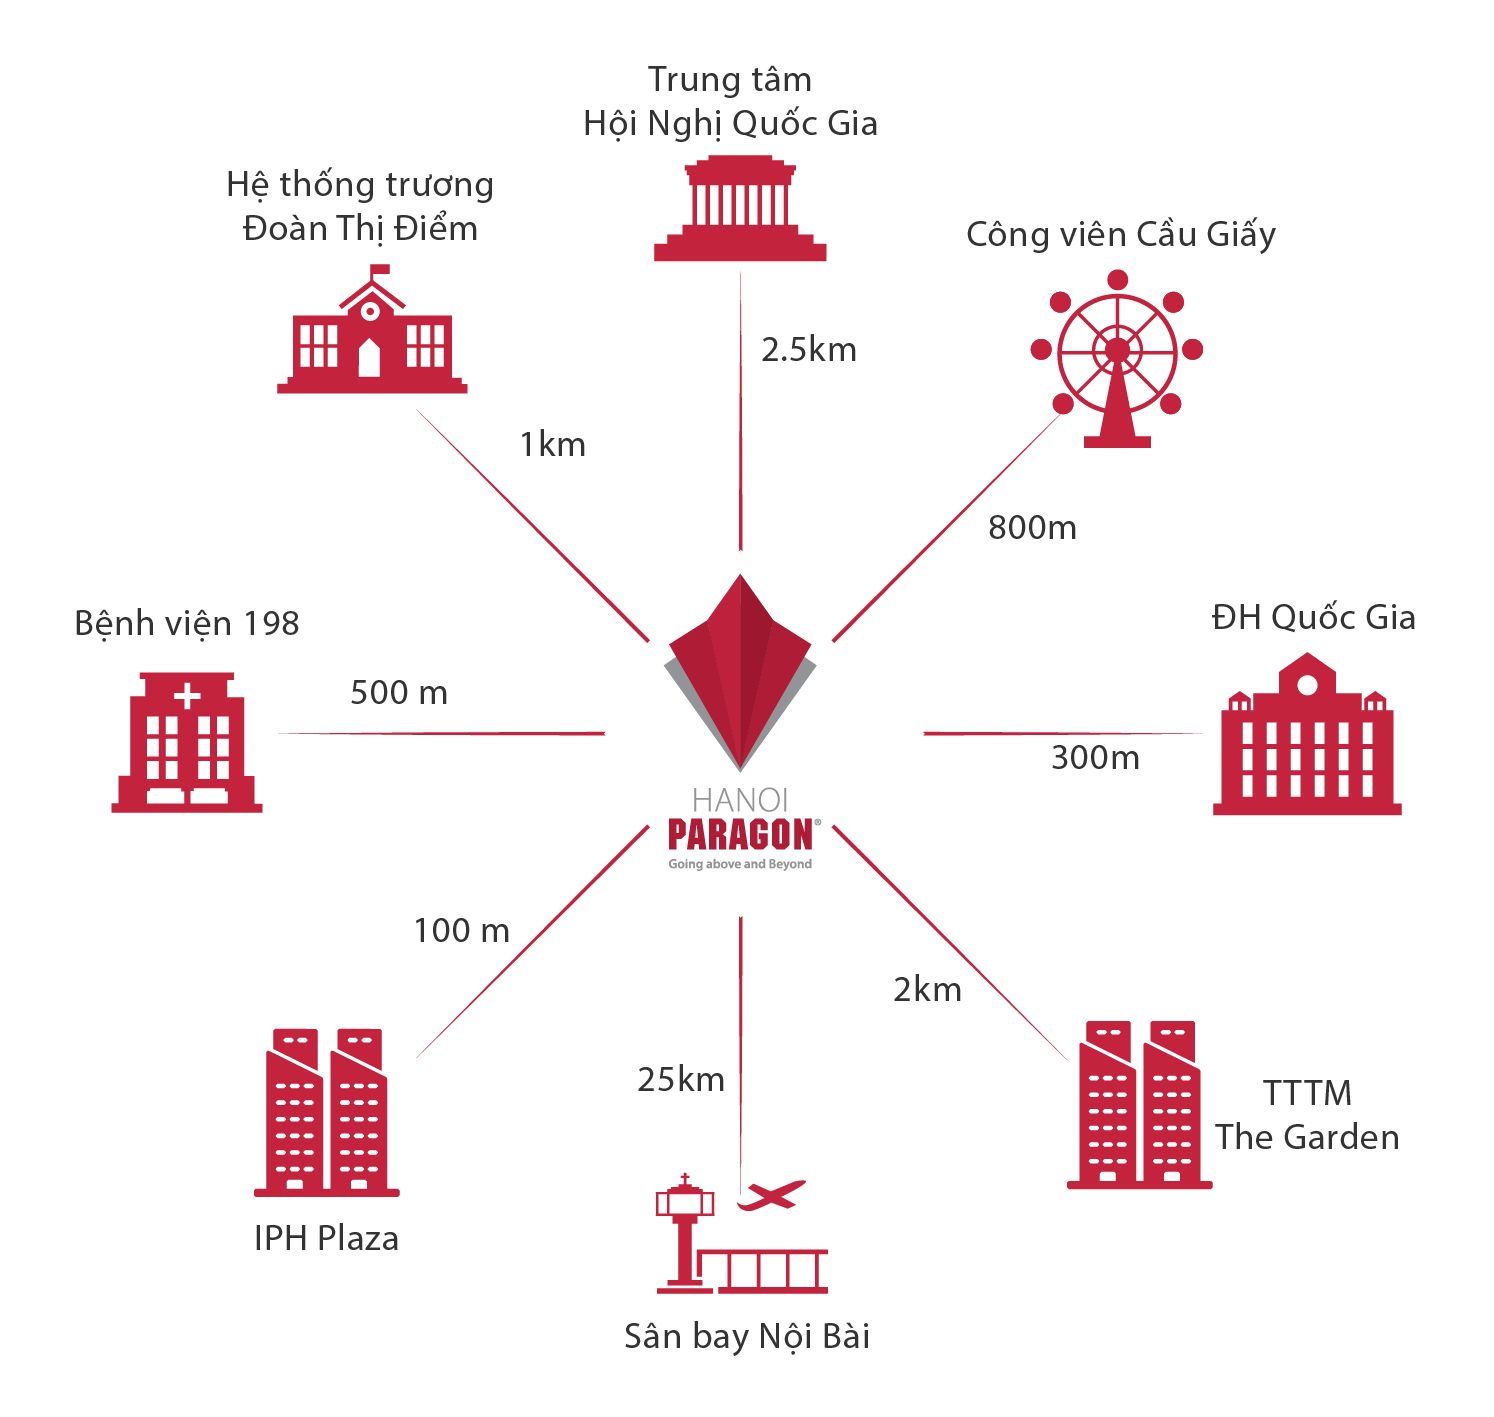 Trung tâm
Hội Nghị Quốc Gia
Hệ thống trương
Đoàn Thị Điểm
Công viên Cầu Giấy
2.5km
1km
800m
Bệnh viện 198
ĐH Quốc Gia
500 m
300m
HANOI
PARAGON®
Going above and Beyond
100 m
2km
25km
TTTM
The Garden
IPH Plaza
Sân bay Nội Bài